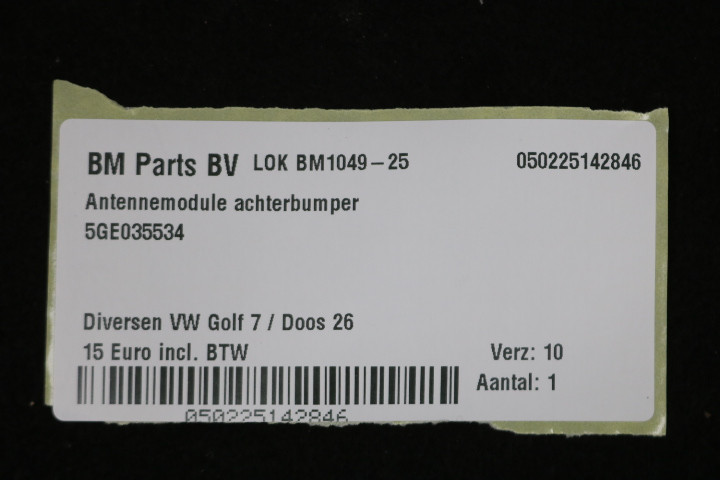 BM Parts BV LOK BM1049-25 050225142846
Antennemodule achterbumper
5GE035534
Diversen VW Golf 7 / Doos 26
15 Euro incl. BTW Verz: 10
Aantal: 1
050225142846